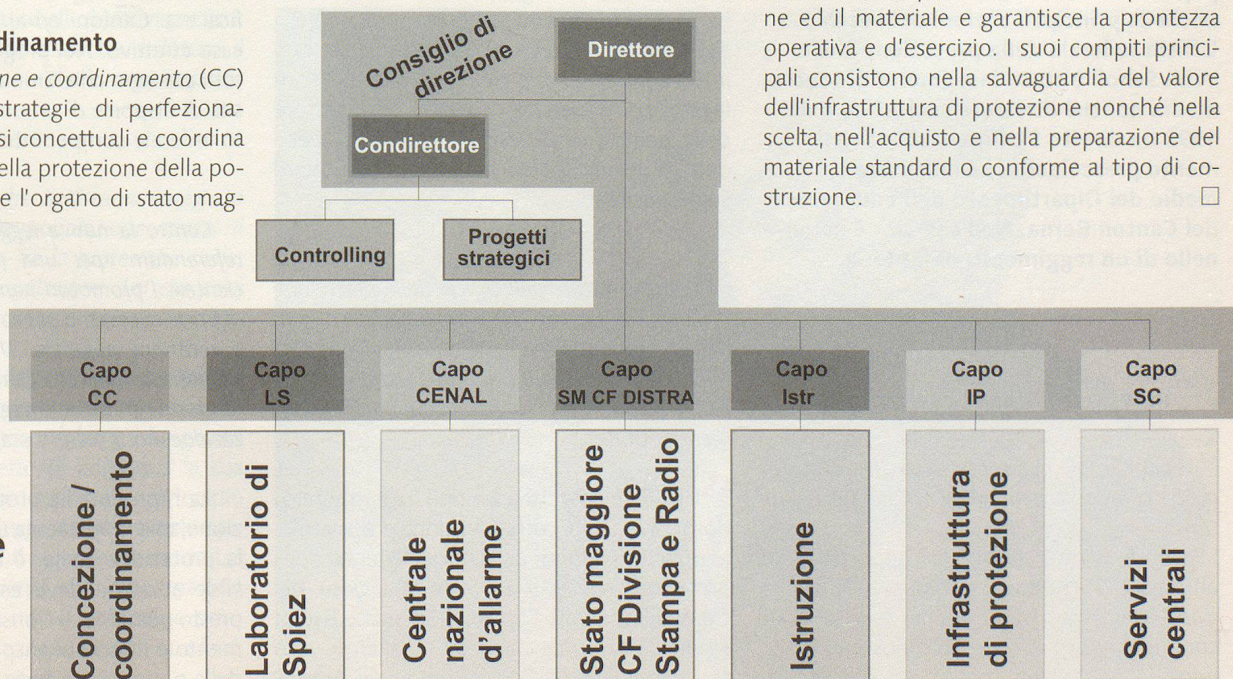 dinamento
ne e coordinamento (CC)
strategie di perfeziona-
si concettuali e coordina
ella protezione della po-
e l'organo di stato mag-
ne ed il materiale e garantisce la prontezza
operativa e d'esercizio. I suoi compiti princi-
pali consistono nella salvaguardia del valore
dell'infrastruttura di protezione nonché nella
scelta, nell'acquisto e nella preparazione del
materiale standard o conforme al tipo di co-
struzione.
Consiglio di
direzione
Direttore
Condirettore
Controlling
Progetti
strategici
Capo
CC
Capo
LS
Capo
CENAL
Capo
SM CF DISTRA
Capo
Istr
Capo
IP
Capo
SC
Concezione /
coordinamento
Laboratorio di
Spiez
Centrale
nazionale
d'allarme
Stato maggiore
CF Divisione
Stampa e Radio
Istruzione
Infrastruttura
di protezione
Servizi
centrali